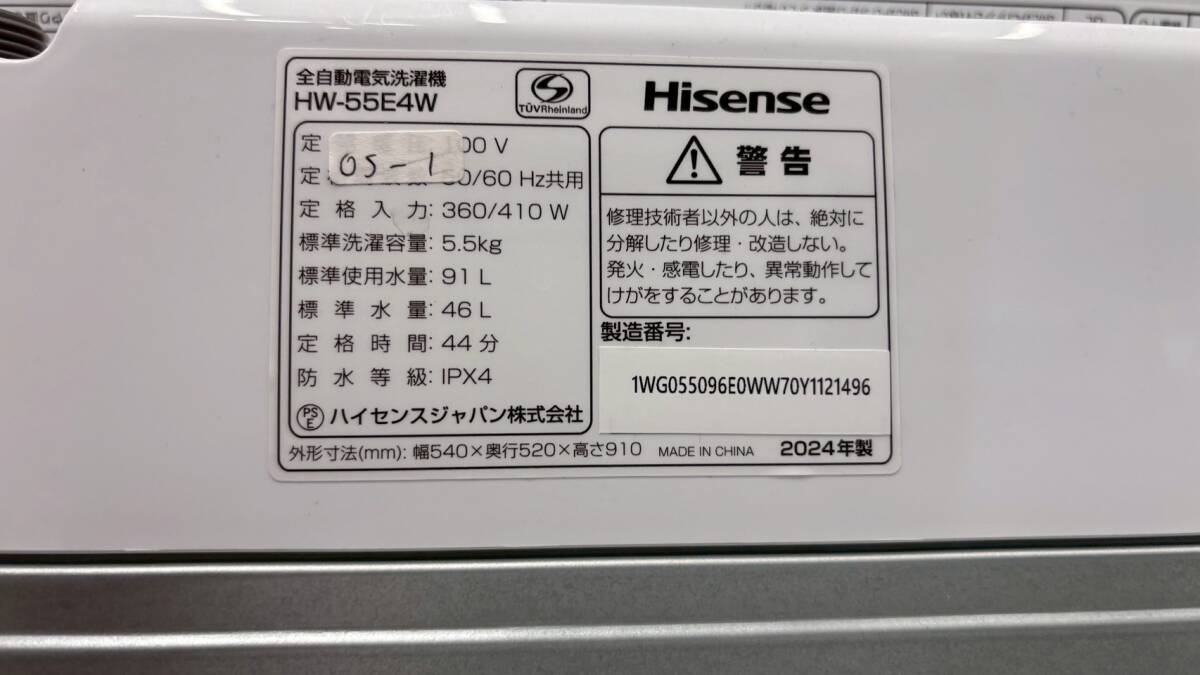 全自動電気洗濯機
HW-55E4W
TÜVRheinland
Hisense
定 00 V
OS-1
定 0/60 Hz共用
定格入力: 360/410 W
標準洗濯容量: 5.5kg
標準使用水量: 91 L
標準水量: 46 L
定格時間: 44 分
防水等級: IPX4
PSE ハイセンスジャパン株式会社
警告
修理技術者以外の人は、絶対に
分解したり修理・改造しない。
発火・感電したり、異常動作して
けがをすることがあります。
製造番号:
1WG055096E0WW70Y1121496
外形寸法(mm): 幅540×奥行520×高さ910 MADE IN CHINA 2024年製